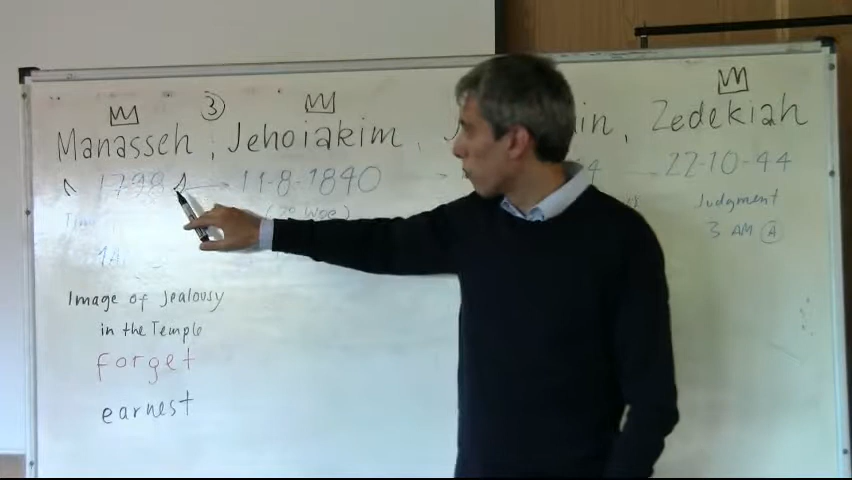 ③
Manasseh, Jehoiakim, in, Zedekiah
1798 → 11-8-1840 → 4 22-10-44
Judgment
3 AM Ⓐ
Image of Jealousy
in the Temple
forget
earnest